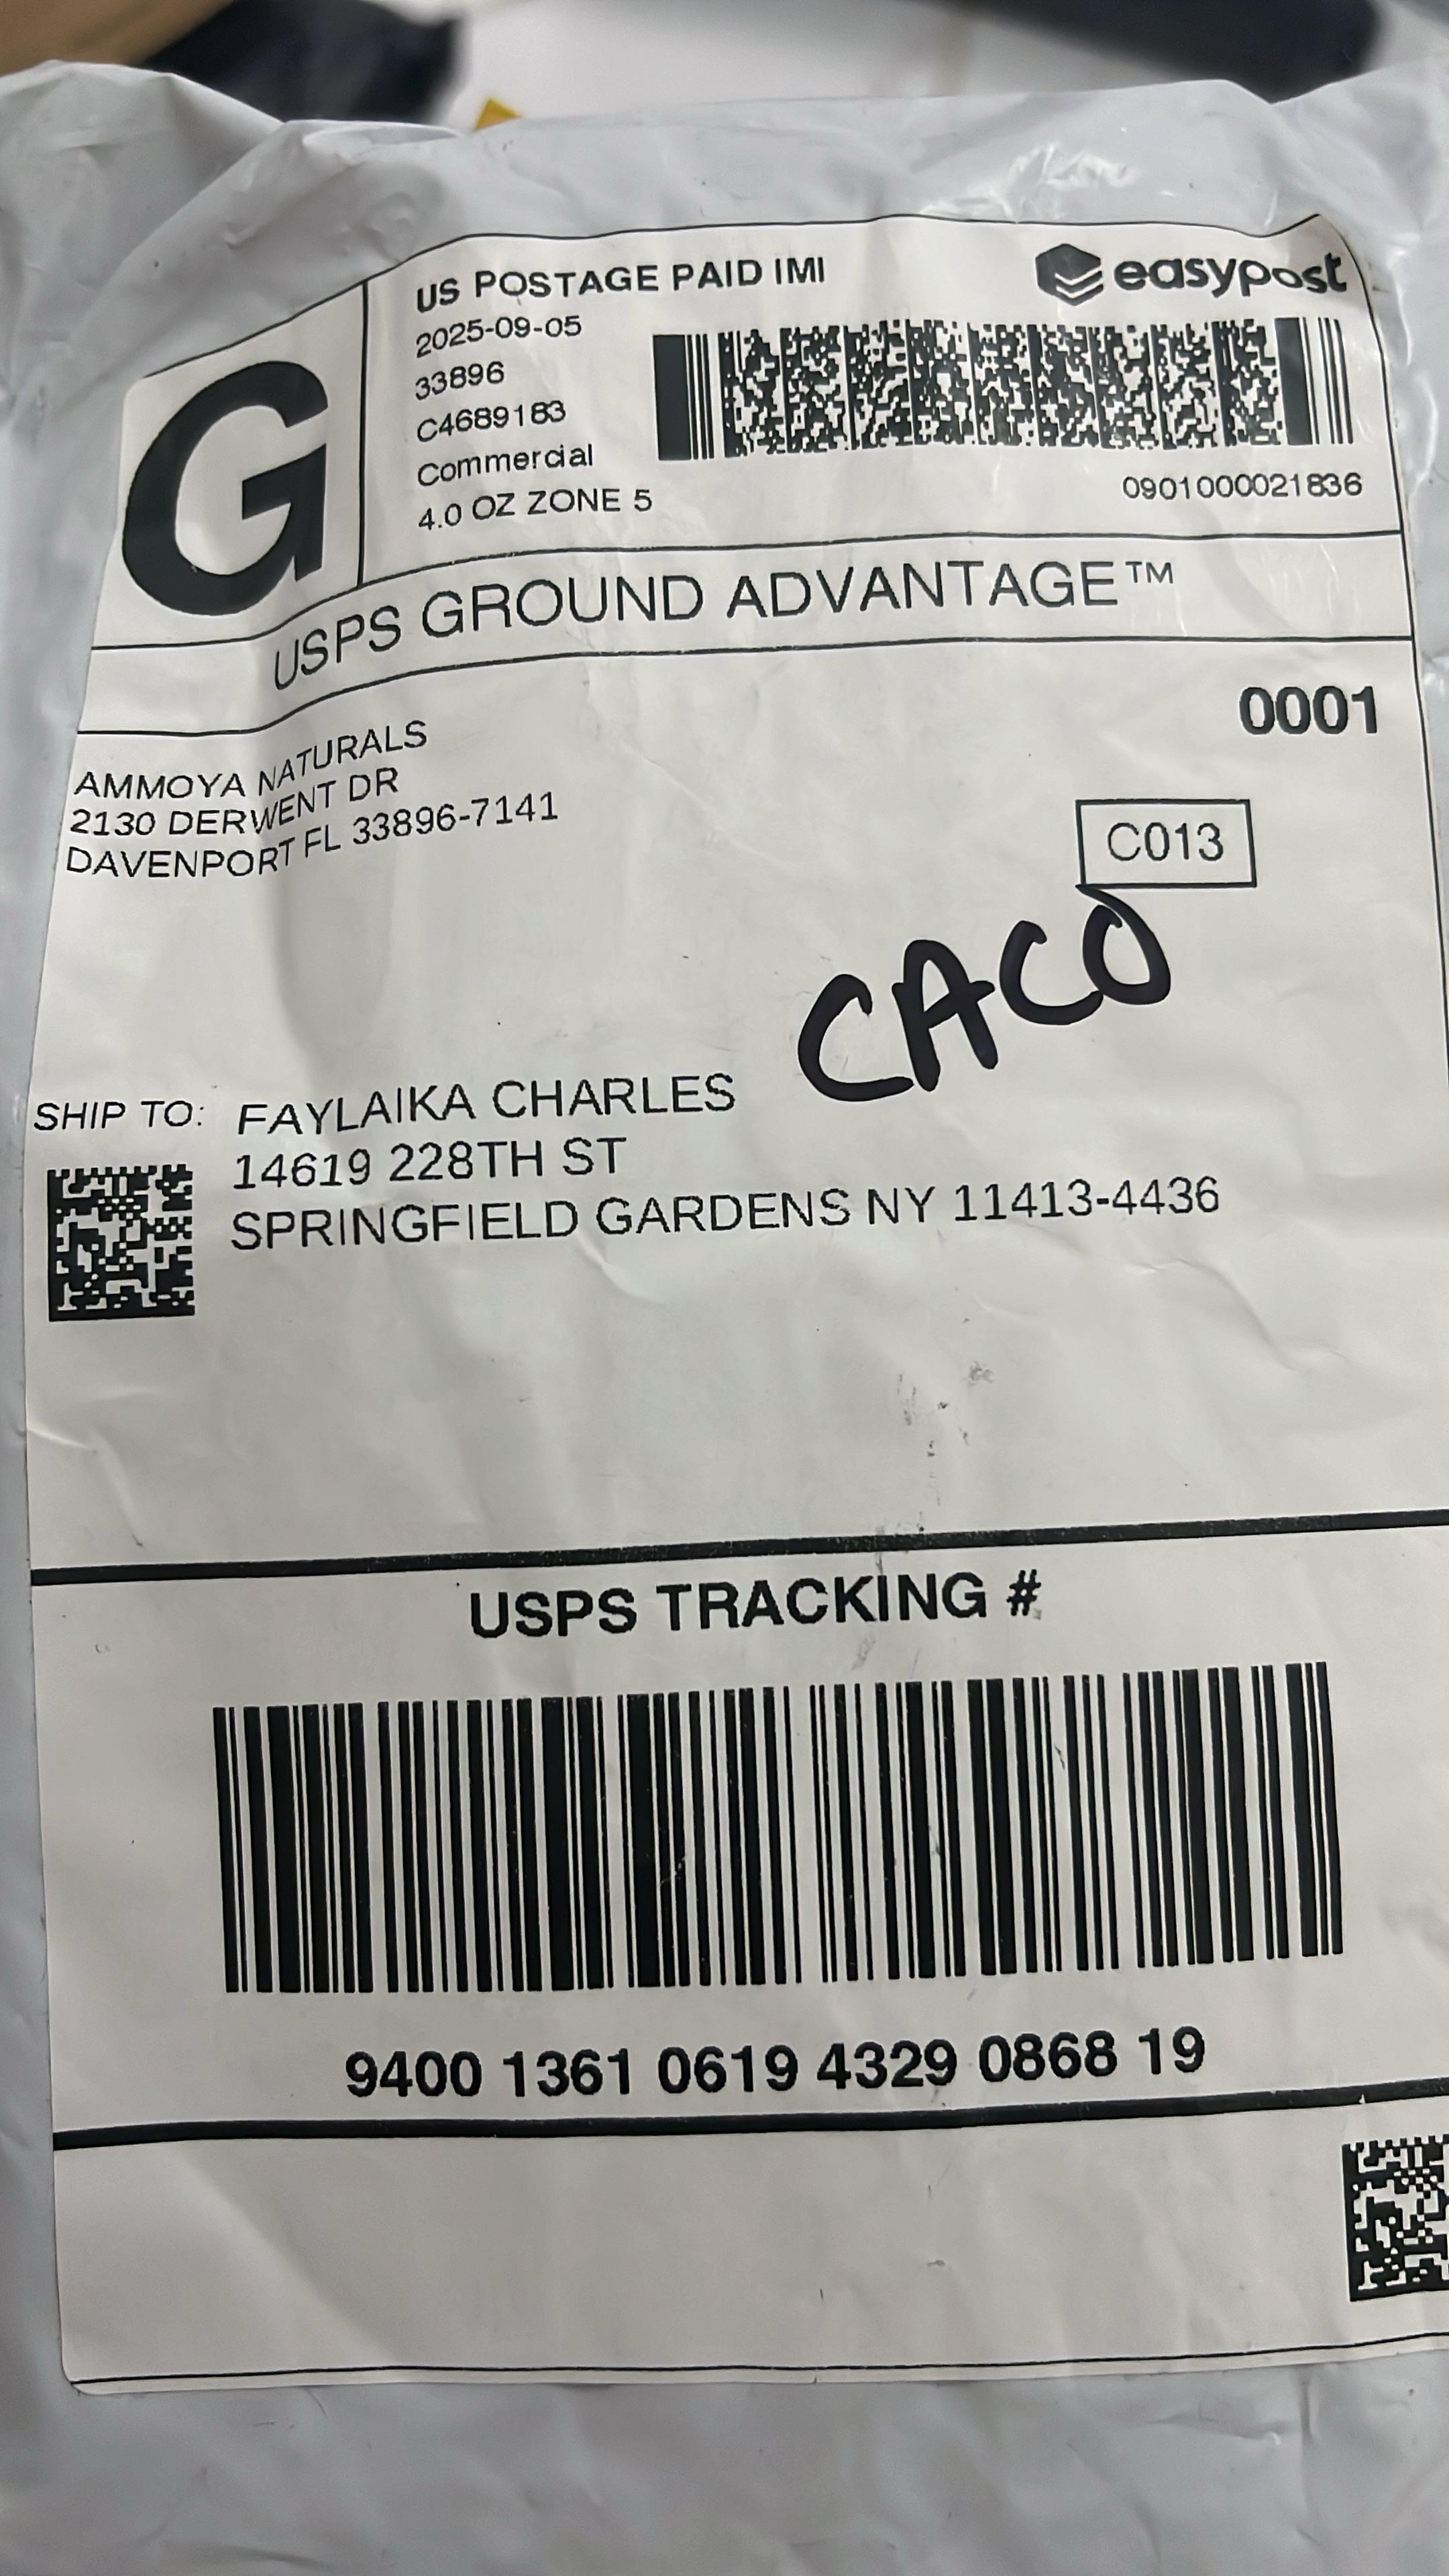 G
US POSTAGE PAID IMI
easypost
2025-09-05
33896
C4689183
Commercial
4.0 OZ ZONE 5
0901000021836
USPS GROUND ADVANTAGE™
0001
AMMOYA NATURALS
2130 DERWENT DR
DAVENPORT FL 33896-7141
C013
CACO
SHIP TO: FAYLAIKA CHARLES
14619 228TH ST
SPRINGFIELD GARDENS NY 11413-4436
USPS TRACKING #
9400 1361 0619 4329 0868 19